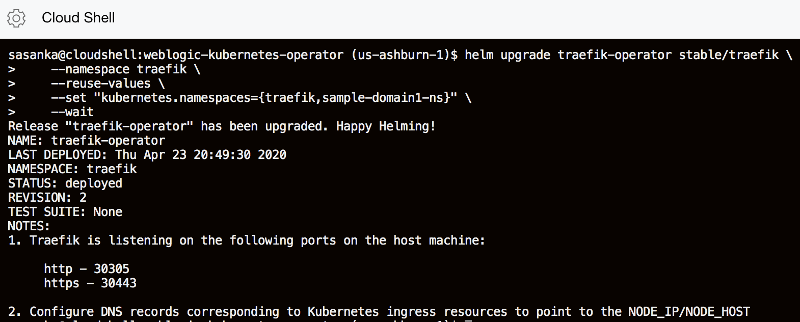 Cloud Shell
sasanka@cloudshell:weblogic-kubernetes-operator (us-ashburn-1)$ helm upgrade traefik-operator stable/traefik \
>     --namespace traefik \
>     --reuse-values \
>     --set "kubernetes.namespaces={traefik,sample-domain1-ns}" \
>     --wait
Release "traefik-operator" has been upgraded. Happy Helming!
NAME: traefik-operator
LAST DEPLOYED: Thu Apr 23 20:49:30 2020
NAMESPACE: traefik
STATUS: deployed
REVISION: 2
TEST SUITE: None
NOTES:
1. Traefik is listening on the following ports on the host machine:
http - 30305
https - 30443
2. Configure DNS records corresponding to Kubernetes ingress resources to point to the NODE_IP/NODE_HOST